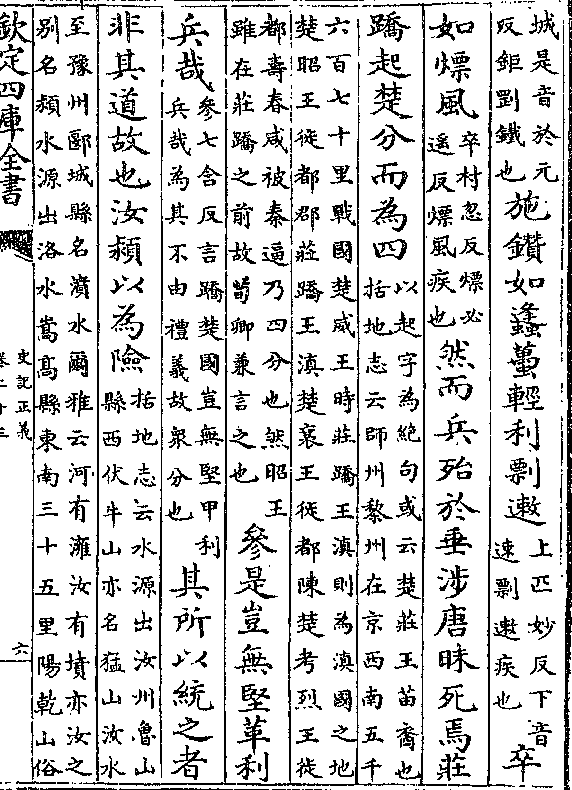 城是音於元
反鉅剛鐵也
施鑽如蠭蠆輕利剽遫
上匹妙反下音
速剽遫疾也
卒
如熛風
卒村忽反熛必
遥反熛風疾也
然而兵殆於垂涉唐昧死焉莊
蹻起楚分而為四
以起字為絶句或云楚莊王苗裔也
括地志云師州黎州在京西南五千
六百七十里戰國楚威王時莊蹻王滇則為滇國之地
楚昭王徙都鄀莊蹻王滇楚襄王徙都陳楚考烈王徙
都壽春咸被秦逼乃四分也然昭王
雖在莊蹻之前故荀卿兼言之也
參是豈無堅革利
兵哉
參七含反言蹻楚國豈無堅甲利
兵哉為其不由禮義故衆分也
其所以統之者
非其道故也汝潁以為險
括地志云水源出汝州魯山
縣西伏牛山亦名猛山汝水
至豫州郾城縣名濆水爾雅云河有澭汝有墳亦汝之
别名潁水源出洛水嵩高縣東南三十五里陽乾山俗
欽定四庫全書
史記正義
卷二十三
六